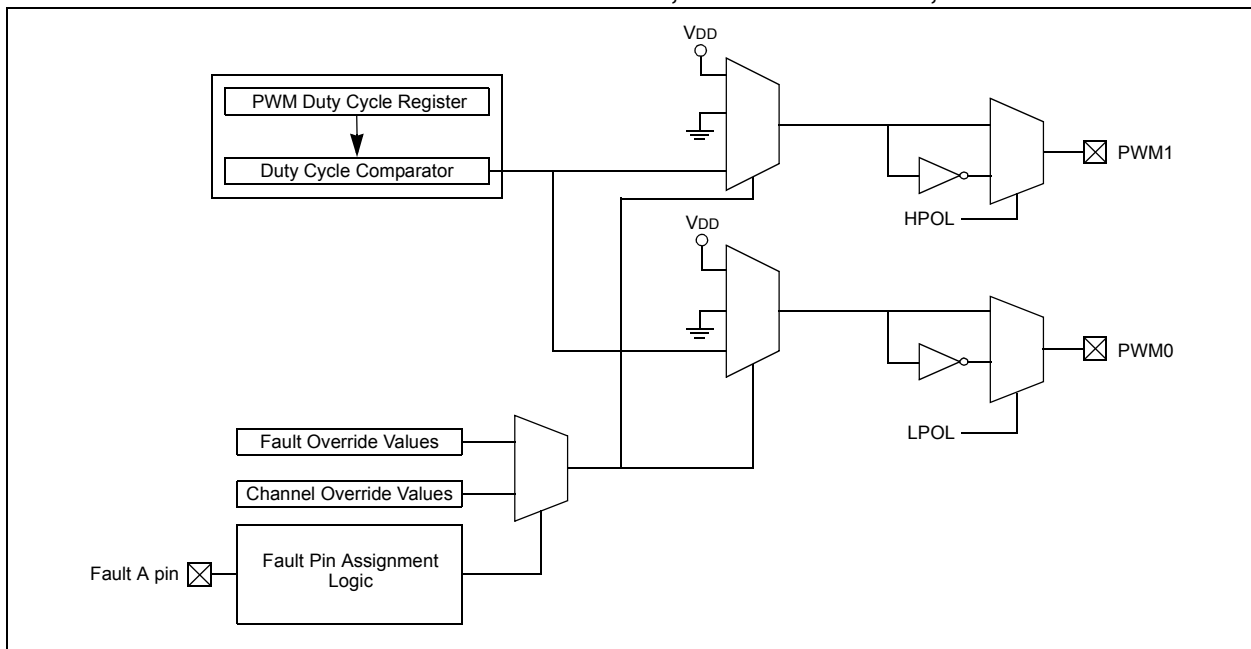 VDD
PWM Duty Cycle Register
Duty Cycle Comparator
PWM1
HPOL
VDD
PWM0
LPOL
Fault Override Values
Channel Override Values
Fault A pin
Fault Pin Assignment
Logic